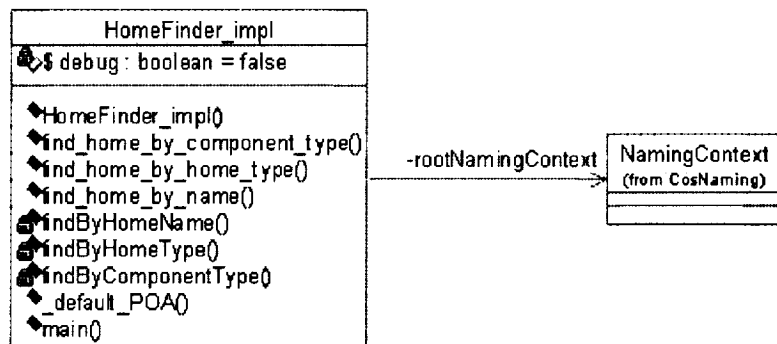 HomeFinder_impl
$ debug : boolean = false
HomeFinder_impl()
find_home_by_component_type()
find_home_by_home_type()
find_home_by_name()
findByHomeName()
findByHomeType()
findByComponentType()
_default_POA()
main()
-rootNamingContext
NamingContext
(from CosNaming)